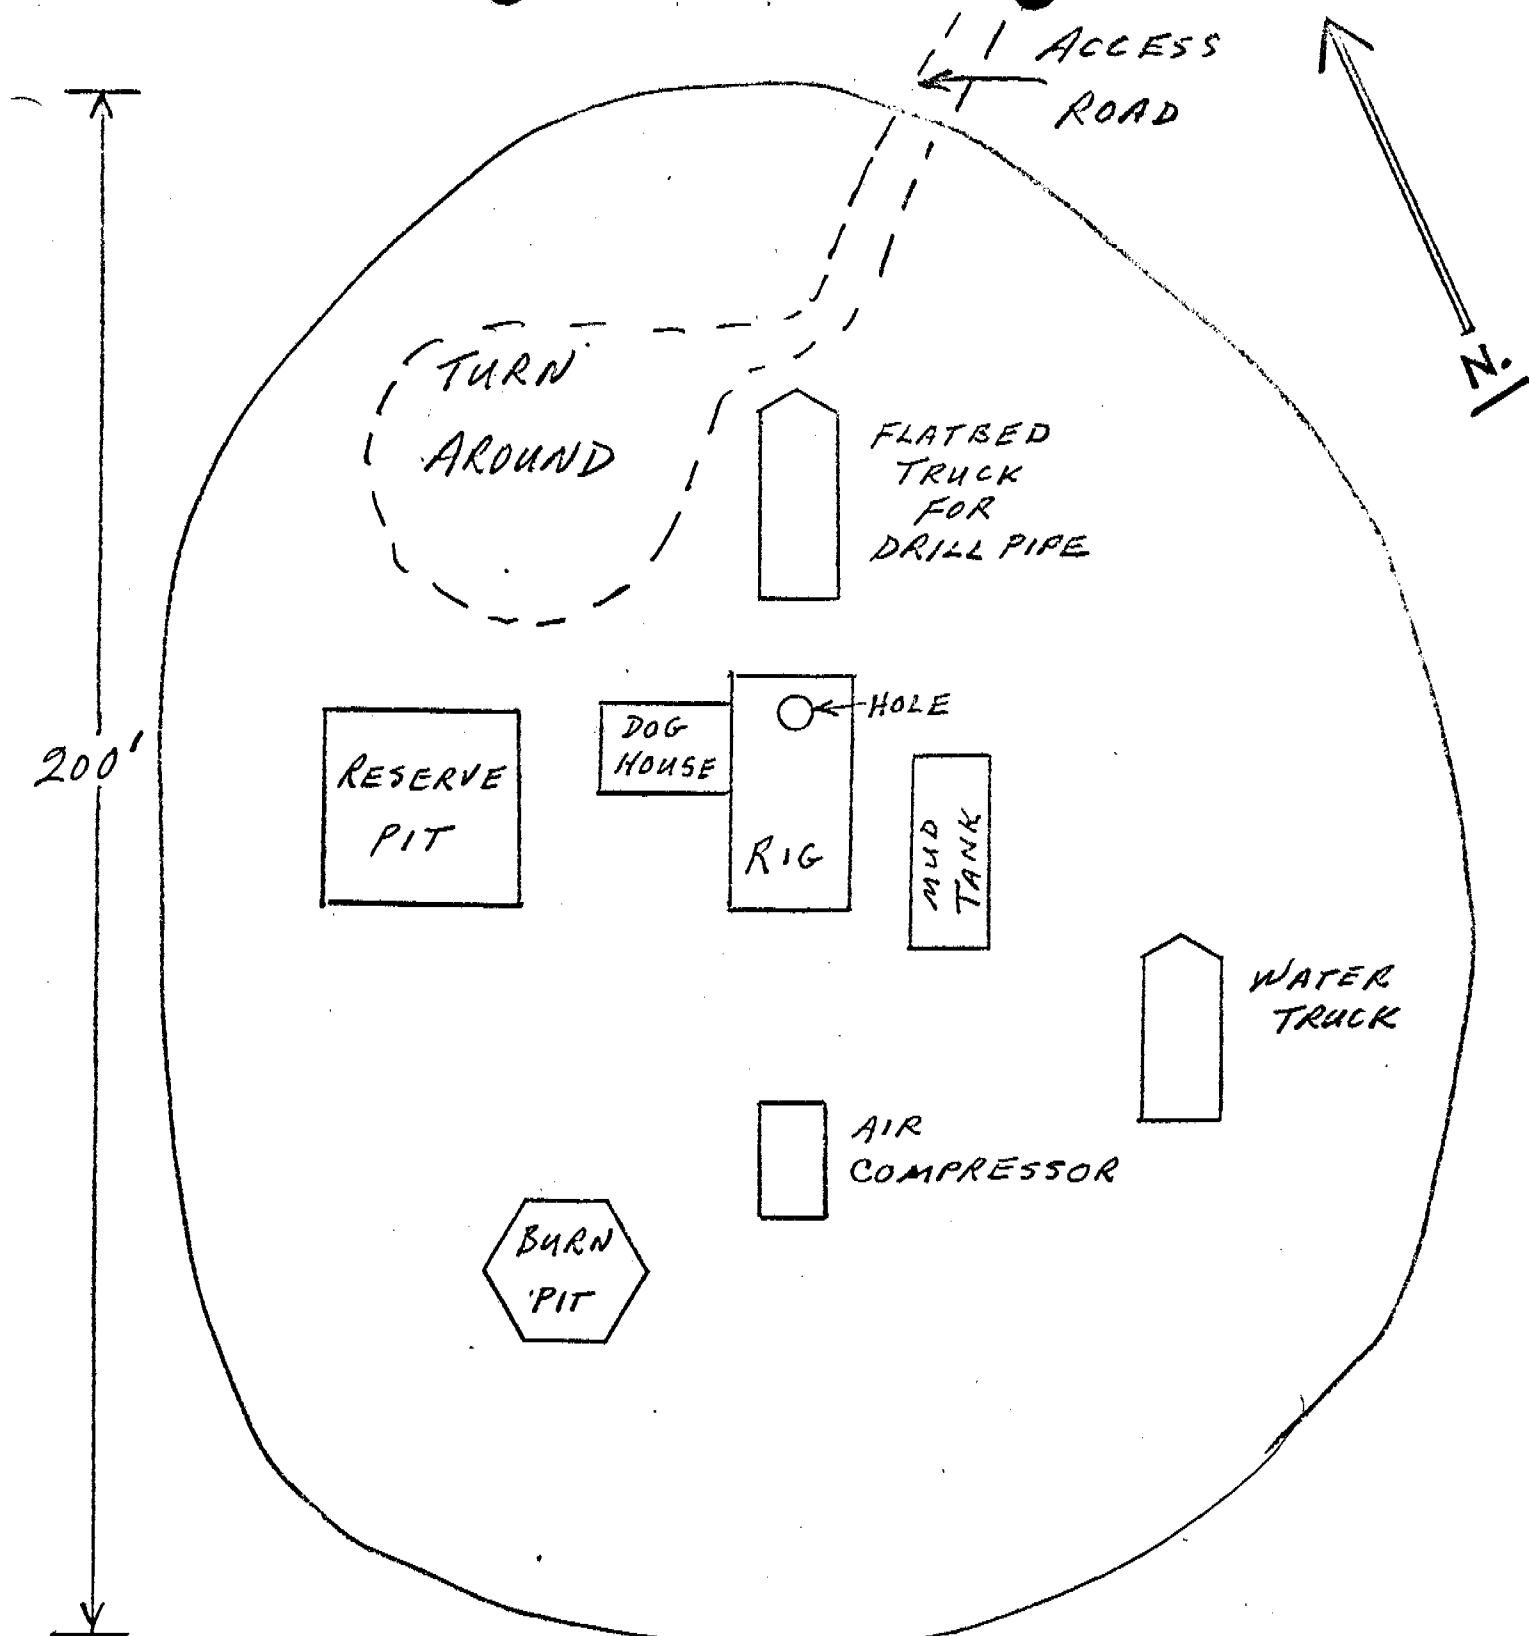 ACCESS
ROAD
N.
TURN
AROUND
FLATBED
TRUCK
FOR
DRILL PIPE
HOLE
DOG
HOUSE
200'
RESERVE
PIT
RIG
MUD
TANK
WATER
TRUCK
AIR
COMPRESSOR
BURN
PIT